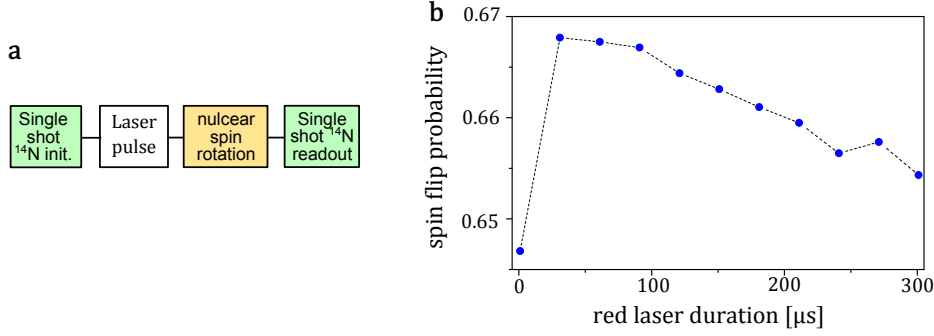 a
Single
shot
¹⁴N init.
Laser
pulse
nulcear
spin
rotation
Single
shot ¹⁴N
readout
b
spin flip probability
0.67
0.66
0.65
0
100
200
300
red laser duration [µs]